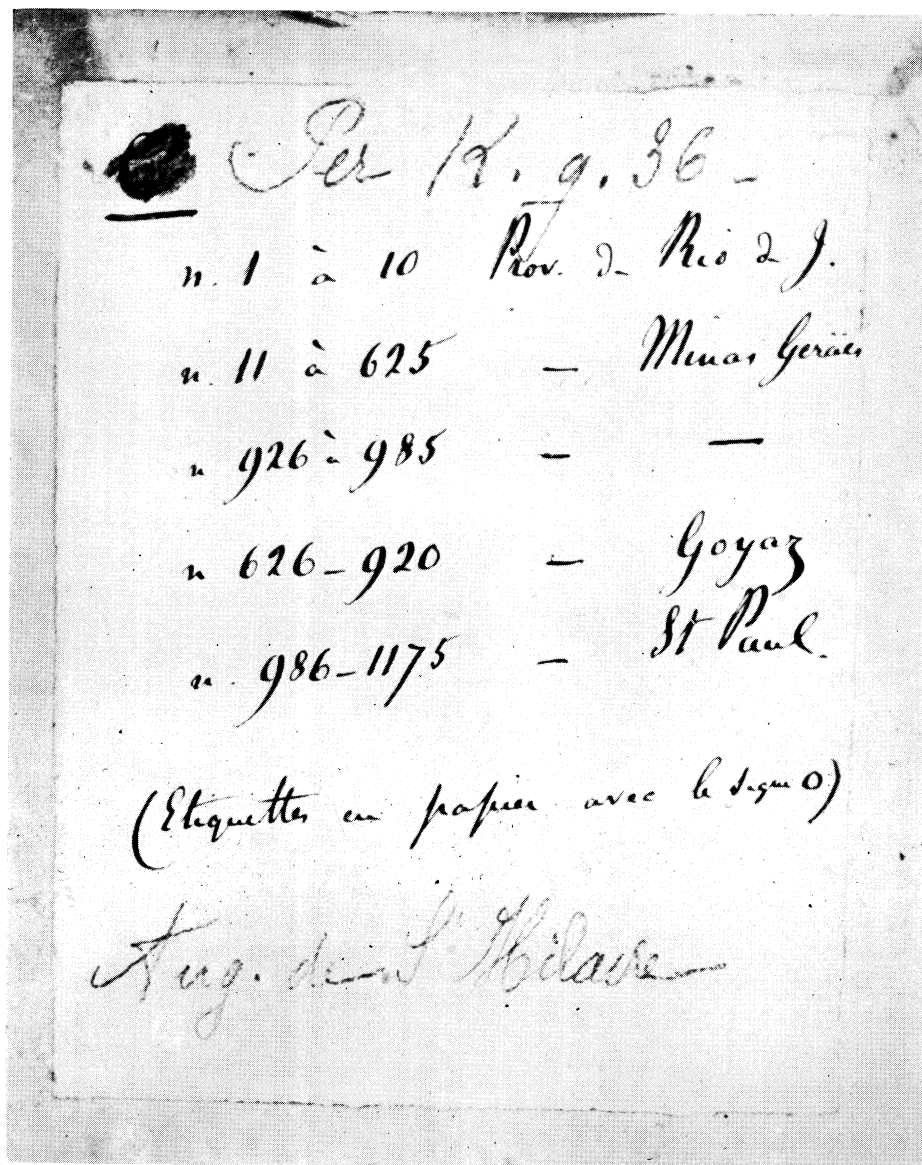 Per K. g. 36 -
n. 1 à 10 Prov. de Rio de J.
n. 11 à 625 — Minas Geräes
n 926 à 985 — —
n 626 - 920 — Goyaz
n. 986 - 1175 — St Paul.
(Etiquettes en papier avec le signe O)
Aug. de St Hilaire